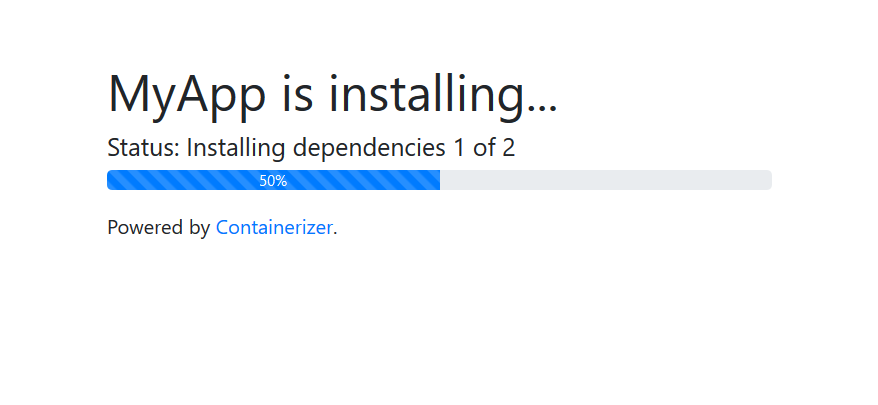 MyApp is installing...
Status: Installing dependencies 1 of 2
50%
Powered by Containerizer.